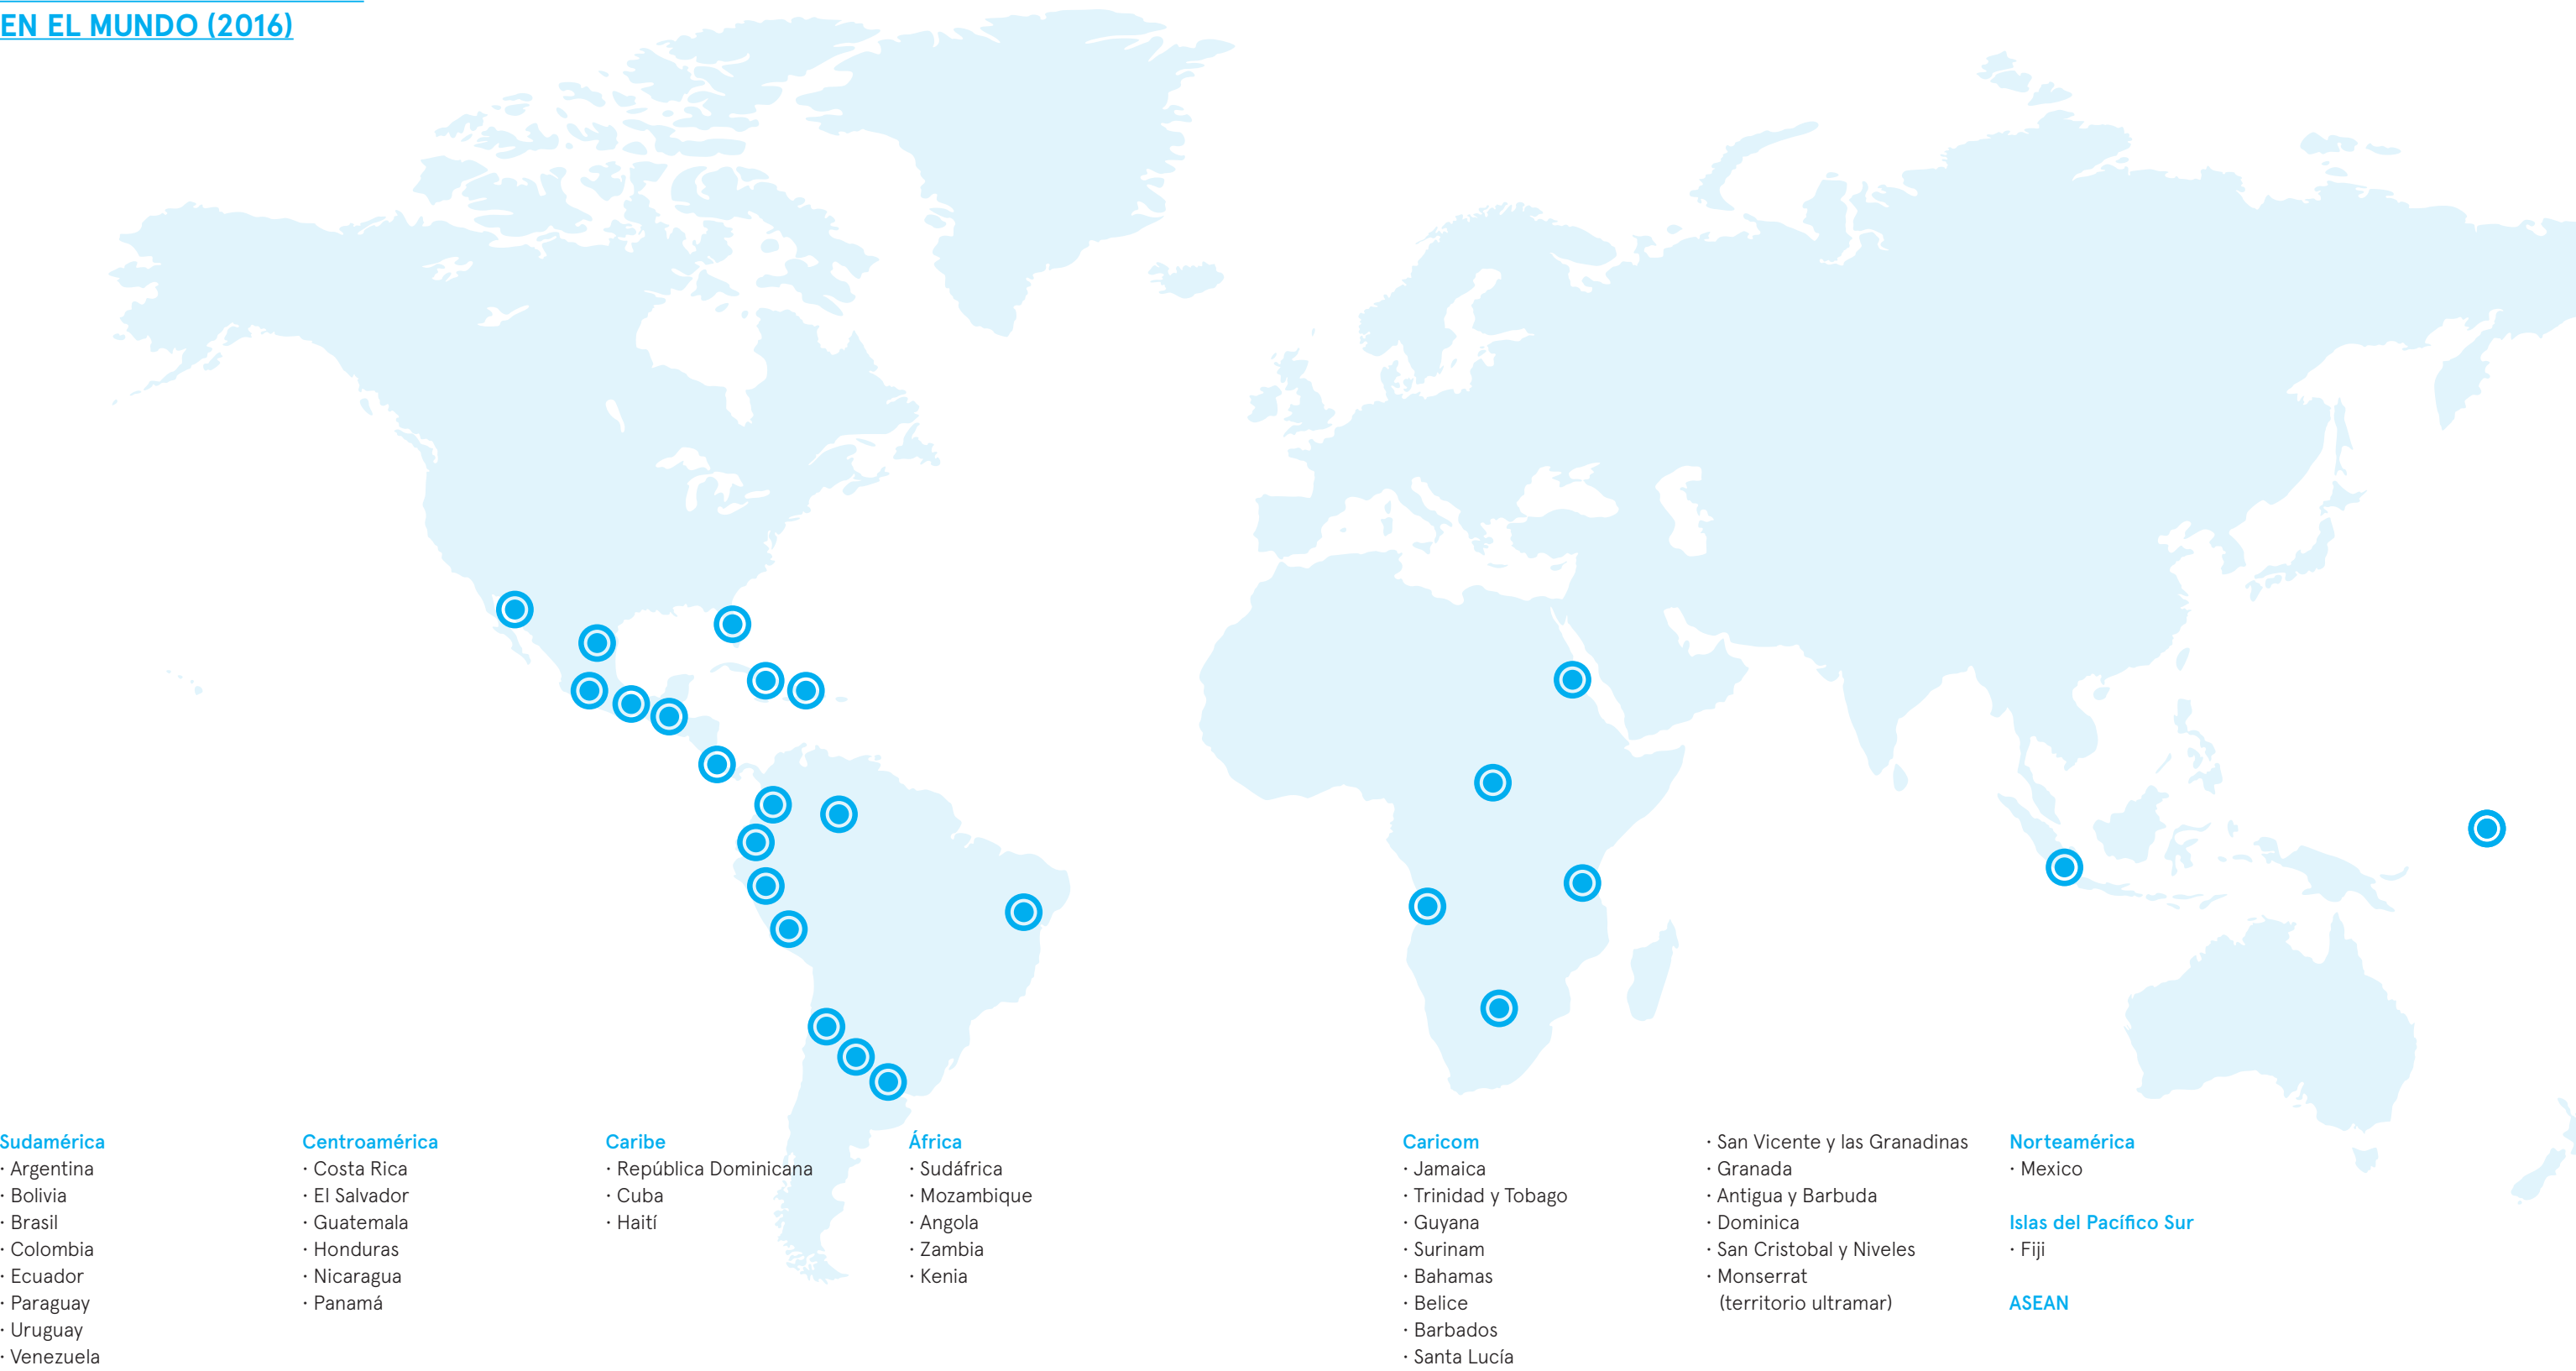 EN EL MUNDO (2016)
Sudamérica
· Argentina
· Bolivia
· Brasil
· Colombia
· Ecuador
· Paraguay
· Uruguay
· Venezuela
Centroamérica
· Costa Rica
· El Salvador
· Guatemala
· Honduras
· Nicaragua
· Panamá
Caribe
· República Dominicana
· Cuba
· Haití
África
· Sudáfrica
· Mozambique
· Angola
· Zambia
· Kenia
Caricom
· Jamaica
· Trinidad y Tobago
· Guyana
· Surinam
· Bahamas
· Belice
· Barbados
· Santa Lucía
· San Vicente y las Granadinas
· Granada
· Antigua y Barbuda
· Dominica
· San Cristobal y Niveles
· Monserrat
(territorio ultramar)
Norteamérica
· Mexico
Islas del Pacífico Sur
· Fiji
ASEAN